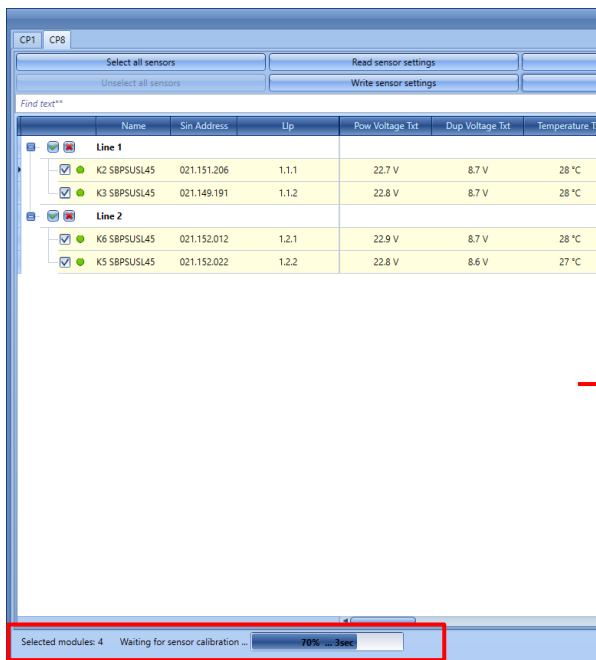 CP1 CP8
Select all sensors Read sensor settings
Unselect all sensors Write sensor settings
Find text**
Name Sin Address Llp Pow Voltage Txt Dup Voltage Txt Temperature
Line 1
K2 SBPSUSL45 021.151.206 1.1.1 22.7 V 8.7 V 28 °C
K3 SBPSUSL45 021.149.191 1.1.2 22.8 V 8.7 V 28 °C
Line 2
K6 SBPSUSL45 021.152.012 1.2.1 22.9 V 8.7 V 28 °C
K5 SBPSUSL45 021.152.022 1.2.2 22.8 V 8.6 V 27 °C
Selected modules: 4 Waiting for sensor calibration ... 70% ... 3sec